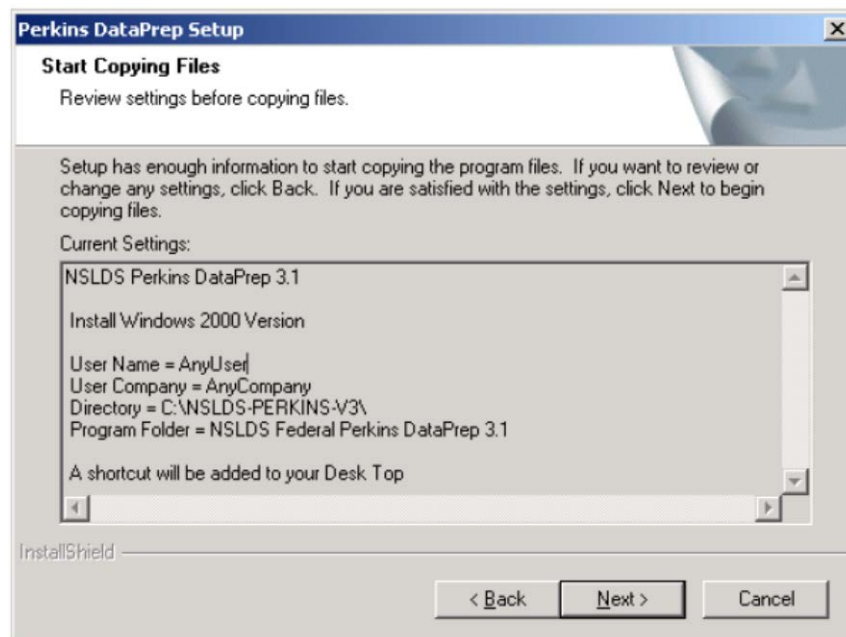 Perkins DataPrep Setup
Start Copying Files
Review settings before copying files.
Setup has enough information to start copying the program files. If you want to review or
change any settings, click Back. If you are satisfied with the settings, click Next to begin
copying files.
Current Settings:
NSLDS Perkins DataPrep 3.1
Install Windows 2000 Version
User Name = AnyUser
User Company = AnyCompany
Directory = C:\NSLDS-PERKINS-V3\
Program Folder = NSLDS Federal Perkins DataPrep 3.1
A shortcut will be added to your Desk Top
InstallShield
< Back Next > Cancel